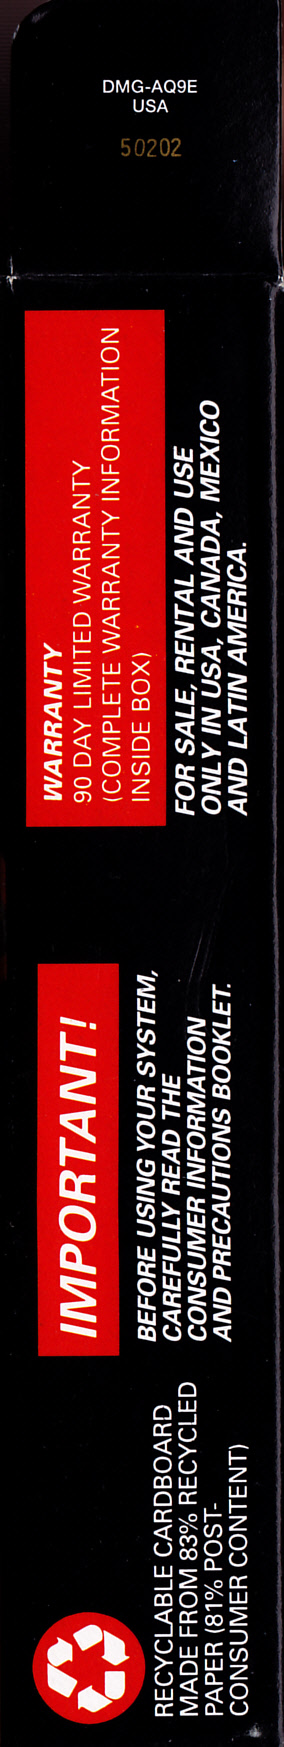 DMG-AQ9E
USA
50202
WARRANTY
90 DAY LIMITED WARRANTY
(COMPLETE WARRANTY INFORMATION
INSIDE BOX)
FOR SALE, RENTAL AND USE
ONLY IN USA, CANADA, MEXICO
AND LATIN AMERICA.
IMPORTANT!
BEFORE USING YOUR SYSTEM,
CAREFULLY READ THE
CONSUMER INFORMATION
AND PRECAUTIONS BOOKLET.
RECYCLABLE CARDBOARD
MADE FROM 83% RECYCLED
PAPER (81% POST-
CONSUMER CONTENT)